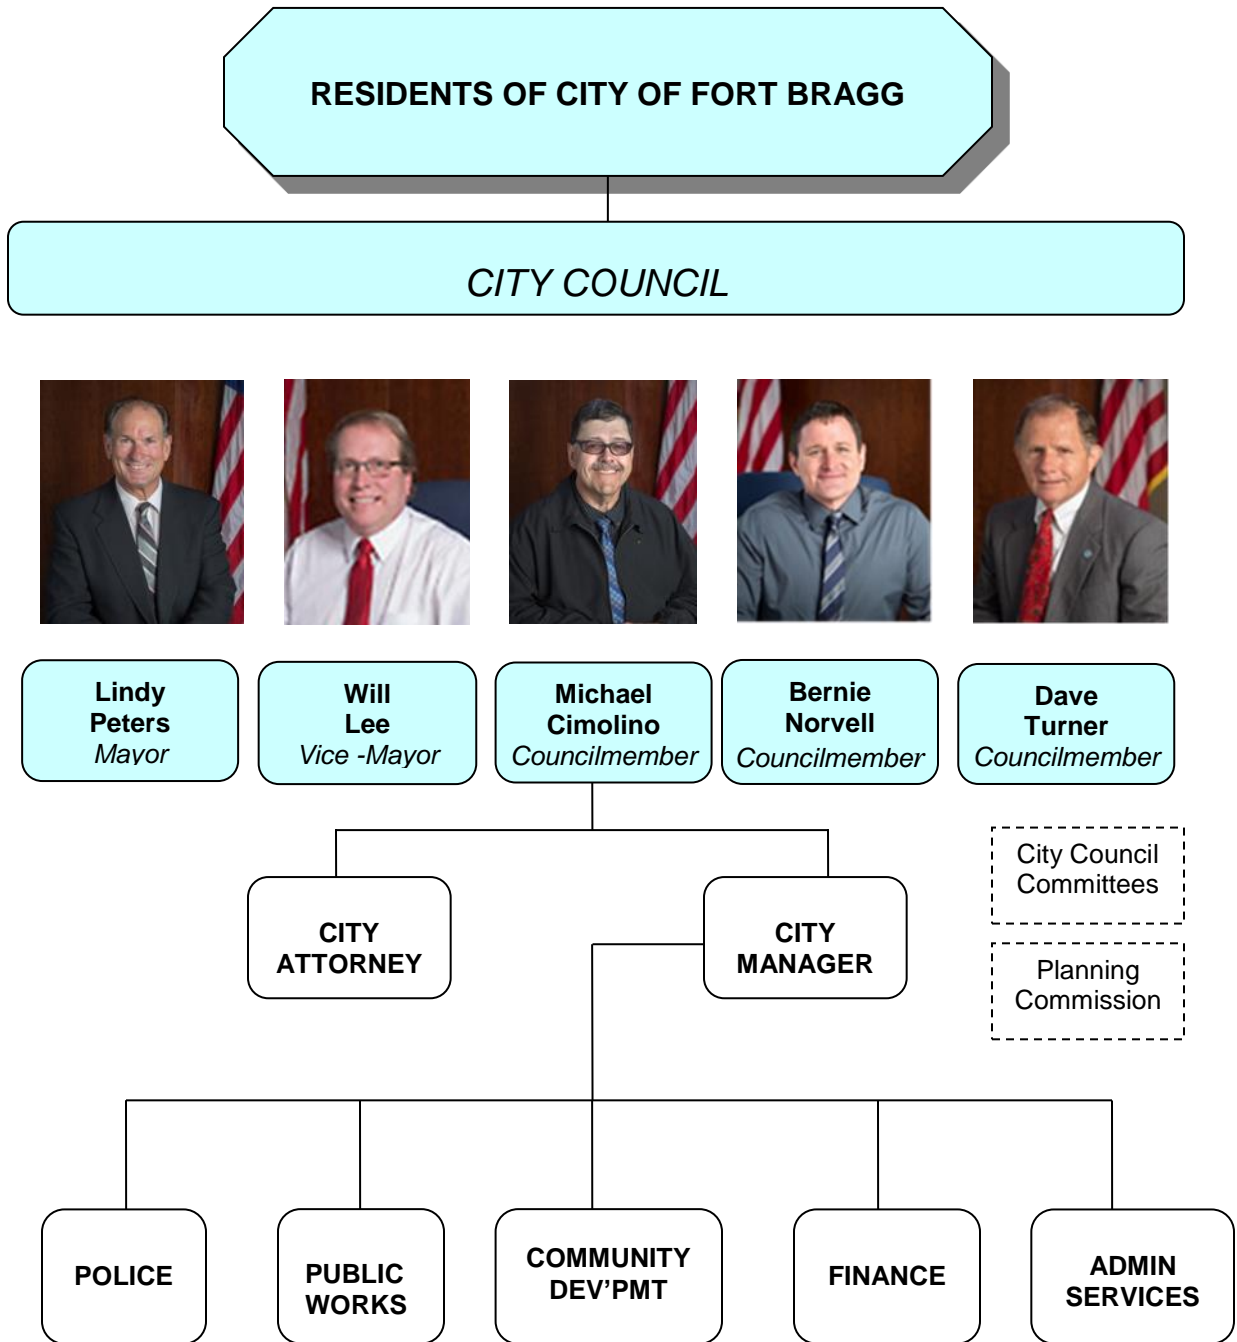 RESIDENTS OF CITY OF FORT BRAGG
CITY COUNCIL
Lindy
Peters
Mayor
Will
Lee
Vice -Mayor
Michael
Cimolino
Councilmember
Bernie
Norvell
Councilmember
Dave
Turner
Councilmember
City Council
Committees
CITY
ATTORNEY
CITY
MANAGER
Planning
Commission
POLICE
PUBLIC
WORKS
COMMUNITY
DEV’PMT
FINANCE
ADMIN
SERVICES